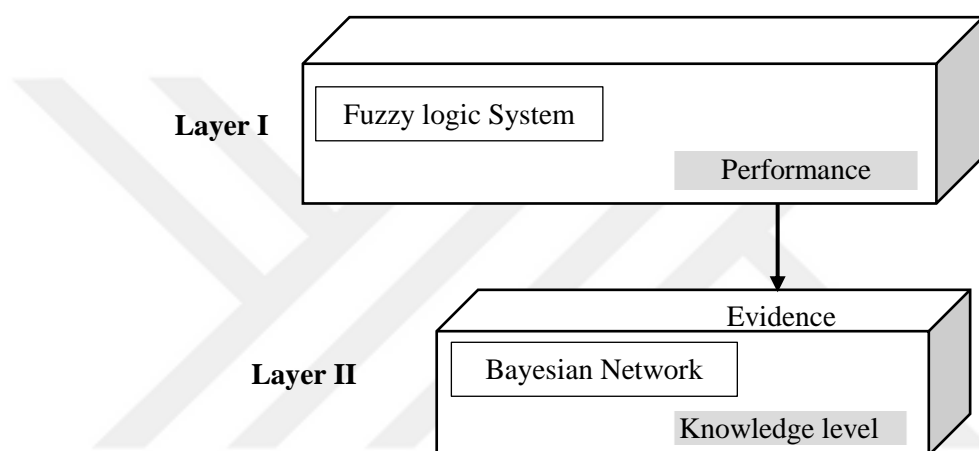 Layer I
Fuzzy logic System
Performance
Evidence
Layer II
Bayesian Network
Knowledge level